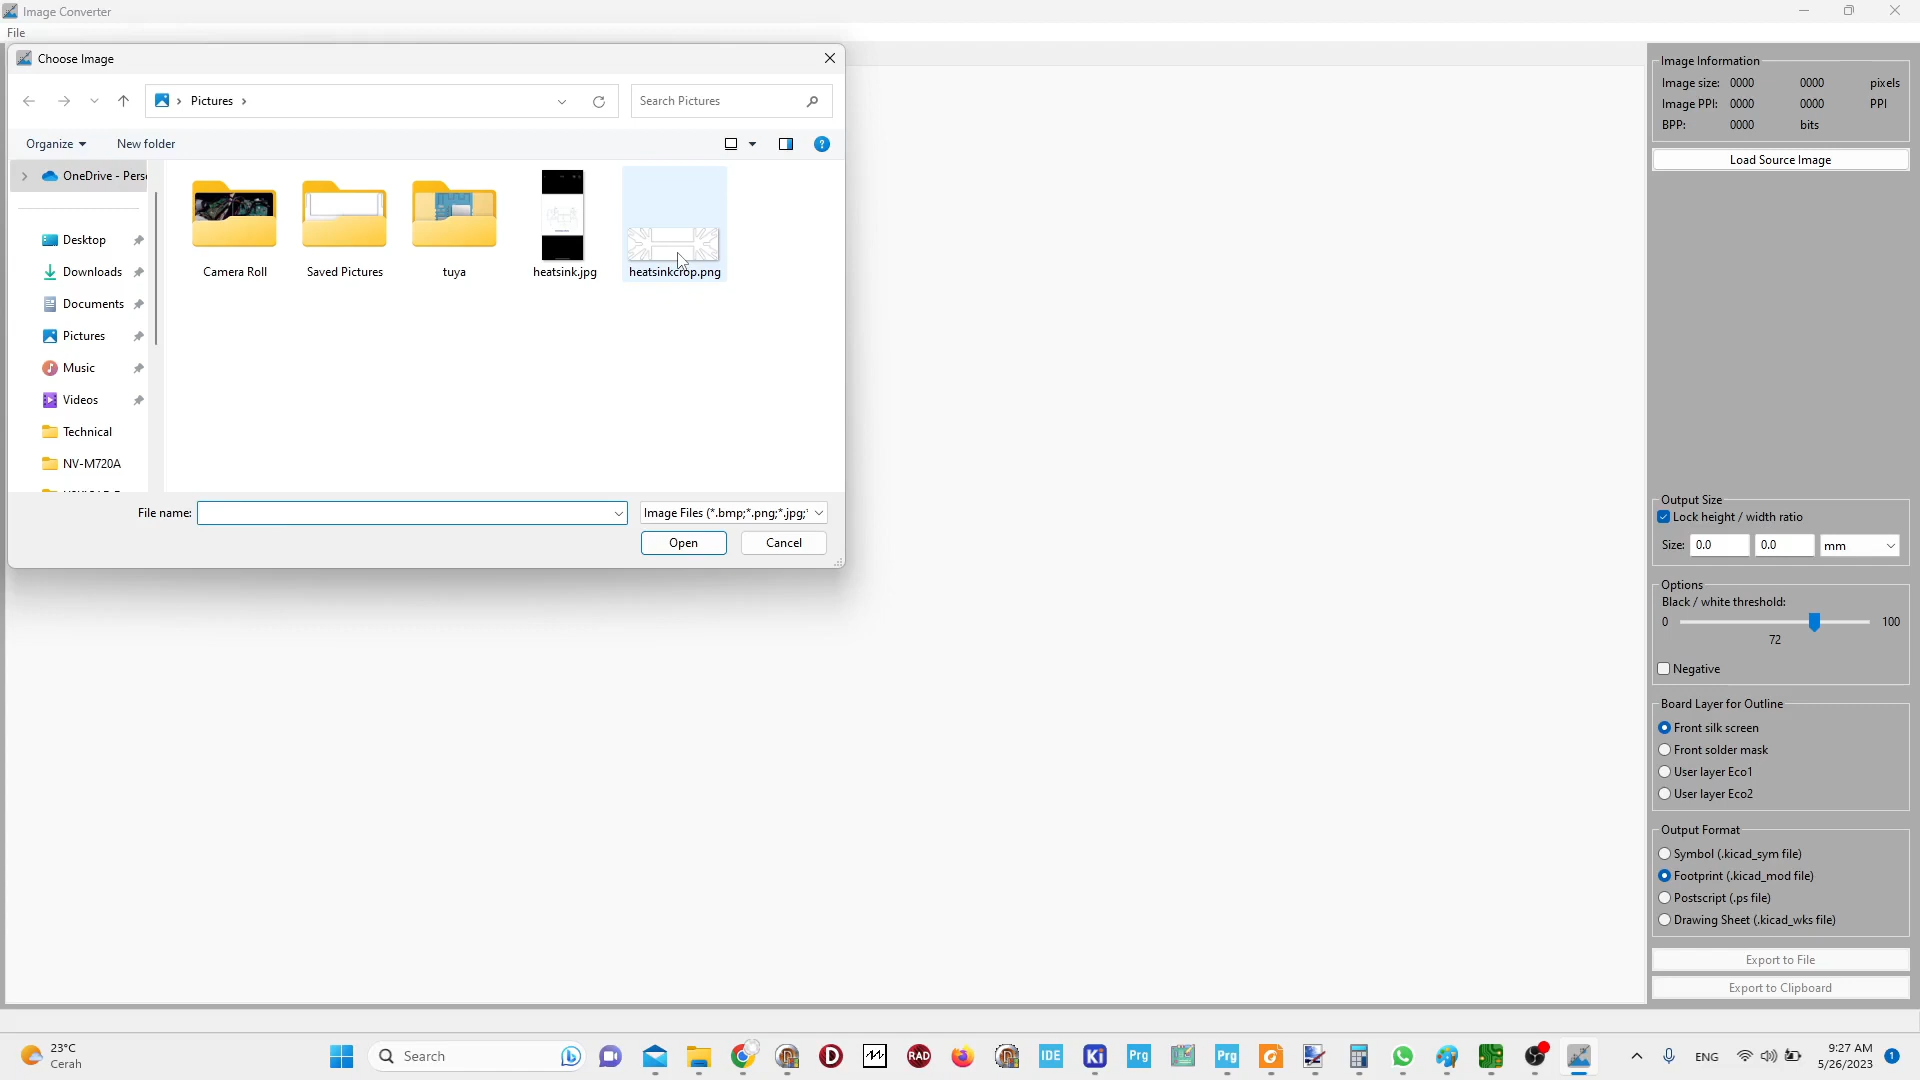 Image Converter
File
Choose Image
Pictures
Search Pictures
Organize
New folder
OneDrive - Pers
Desktop
Downloads
Documents
Pictures
Music
Videos
Technical
NV-M720A
Camera Roll
Saved Pictures
tuya
heatsink.jpg
heatsinkcrop.png
File name:
Image Files (*.bmp;*.png;*.jpg;*
Open
Cancel
Image Information
Image size: 0000 0000 pixels
Image PPI: 0000 0000 PPI
BPP: 0000 bits
Load Source Image
Output Size
Lock height / width ratio
Size: 0.0 0.0 mm
Options
Black / white threshold:
0 100
72
Negative
Board Layer for Outline
Front silk screen
Front solder mask
User layer Eco1
User layer Eco2
Output Format
Symbol (.kicad_sym file)
Footprint (.kicad_mod file)
Postscript (.ps file)
Drawing Sheet (.kicad_wks file)
Export to File
Export to Clipboard
23°C
Cerah
Search
D
RAD
IDE
Ki
Prg
Prg
ENG
9:27 AM
5/26/2023
1